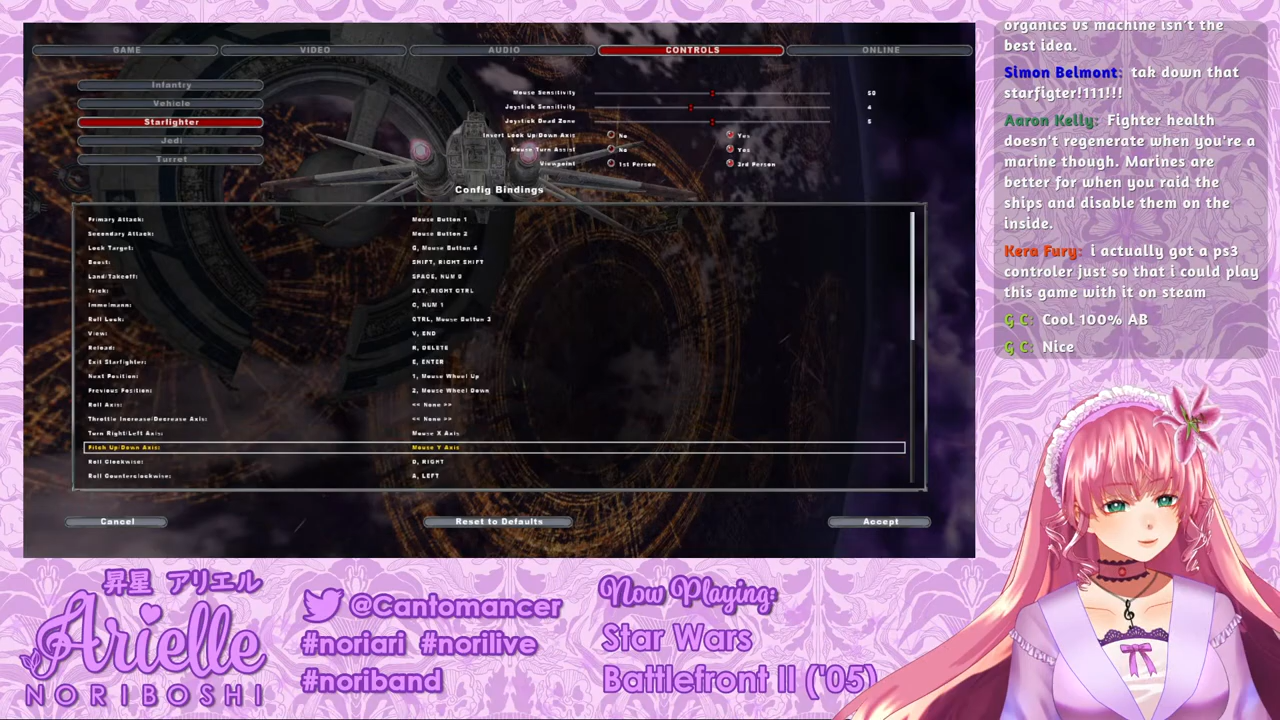 GAME VIDEO AUDIO CONTROLS ONLINE
Infantry
Vehicle
Starfighter
Jedi
Turret
Mouse Sensitivity 50
Joystick Sensitivity 4
Joystick Dead Zone 5
Invert Look Up/Down Axis No Yes
Mouse Turn Assist No Yes
Viewpoint 1st Person 3rd Person
Config Bindings
Primary Attack: Mouse Button 1
Secondary Attack: Mouse Button 2
Lock Target: Q, Mouse Button 4
Boost: SHIFT, RIGHT SHIFT
Land/Takeoff: SPACE, NUM 0
Trick: ALT, RIGHT CTRL
Immelmann: C, NUM 1
Roll Lock: CTRL, Mouse Button 3
View: V, END
Reload: R, DELETE
Exit Starfighter: E, ENTER
Next Position: 1, Mouse Wheel Up
Previous Position: 2, Mouse Wheel Down
Roll Axis: << None >>
Throttle Increase/Decrease Axis: << None >>
Turn Right/Left Axis: Mouse X Axis
Pitch Up/Down Axis: Mouse Y Axis
Roll Clockwise: D, RIGHT
Roll Counterclockwise: A, LEFT
Cancel Reset to Defaults Accept
organics vs machine isn't the
best idea.
Simon Belmont: tak down that
starfigter!111!!!
Aaron Kelly: Fighter health
doesn't regenerate when you're a
marine though. Marines are
better for when you raid the
ships and disable them on the
inside.
Kera Fury: i actually got a ps3
controler just so that i could play
this game with it on steam
G C: Cool 100% AB
G C: Nice
昇星 アリエル
Arielle
NORIBOSHI
@Cantomancer
#noriari #norilive
#noriband
Now Playing:
Star Wars
Battlefront II ('05)